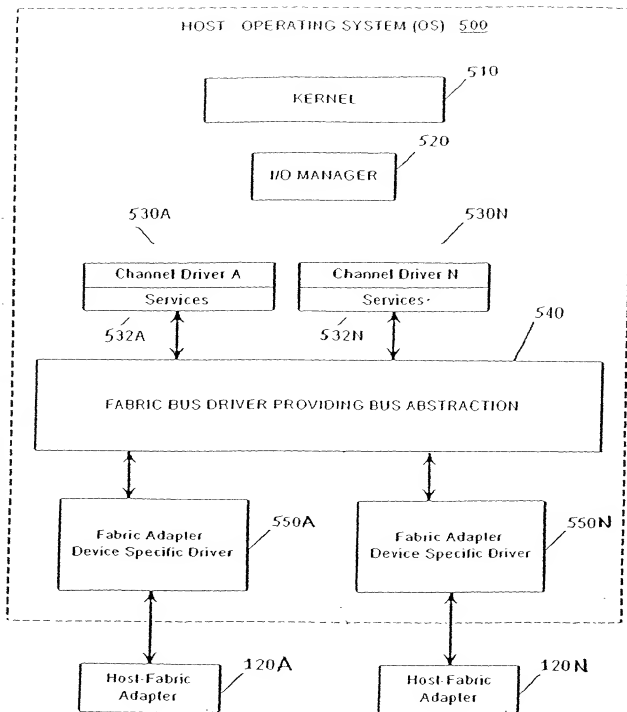 HOST OPERATING SYSTEM (OS) 500
510
KERNEL
520
I/O MANAGER
530A
530N
Channel Driver A
Services
Channel Driver N
Services
532A
532N
540
FABRIC BUS DRIVER PROVIDING BUS ABSTRACTION
550A
Fabric Adapter
Device Specific Driver
550N
Fabric Adapter
Device Specific Driver
120A
Host-Fabric
Adapter
120N
Host-Fabric
Adapter